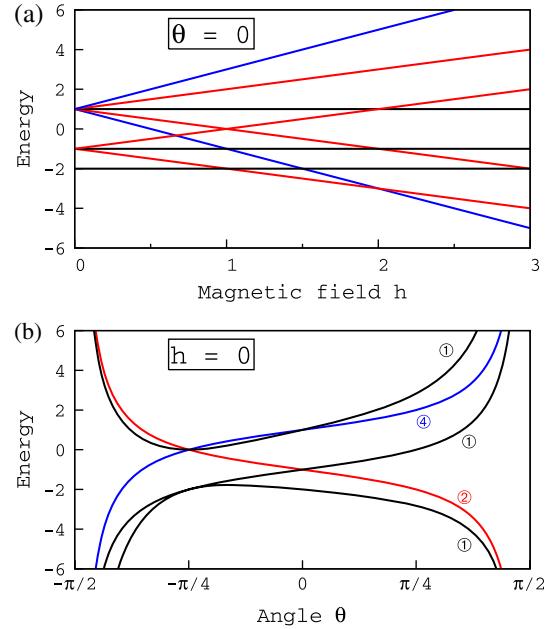 (a)
θ = 0
Energy
6
4
2
0
-2
-4
-6
0
1
2
3
Magnetic field h
(b)
h = 0
Energy
6
4
2
0
-2
-4
-6
①
④
①
②
①
-π/2
-π/4
0
π/4
π/2
Angle θ